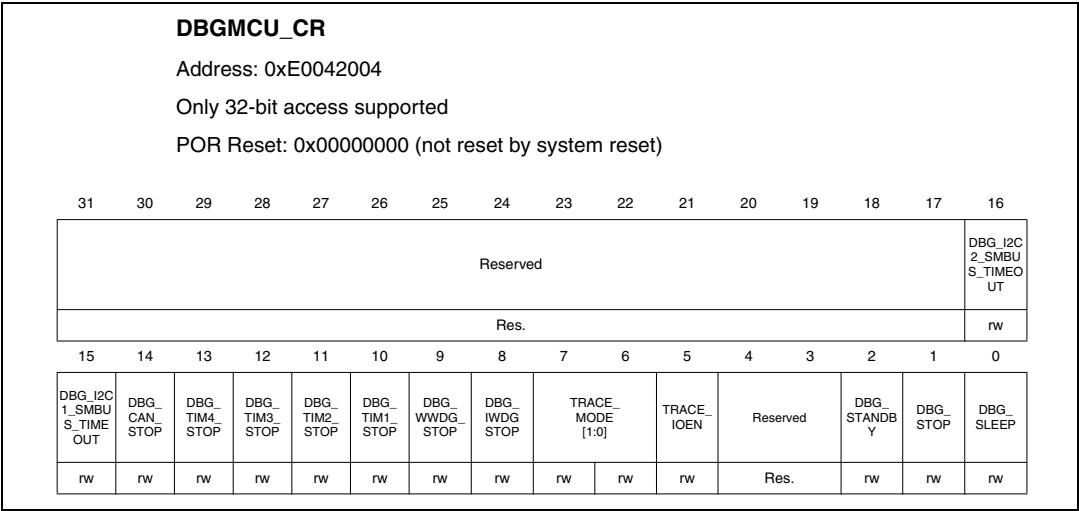 DBGMCU_CR
Address: 0xE0042004
Only 32-bit access supported
POR Reset: 0x00000000 (not reset by system reset)
31 30 29 28 27 26 25 24 23 22 21 20 19 18 17 16
Reserved
DBG_I2C
2_SMBU
S_TIMEO
UT
Res.
rw
15 14 13 12 11 10 9 8 7 6 5 4 3 2 1 0
DBG_I2C
1_SMBU
S_TIME
OUT
DBG_
CAN_
STOP
DBG_
TIM4_
STOP
DBG_
TIM3_
STOP
DBG_
TIM2_
STOP
DBG_
TIM1_
STOP
DBG_
WWDG_
STOP
DBG_
IWDG
STOP
TRACE_
MODE
[1:0]
TRACE_
IOEN
Reserved
DBG_
STANDB
Y
DBG_
STOP
DBG_
SLEEP
rw rw rw rw rw rw rw rw rw rw rw Res. rw rw rw